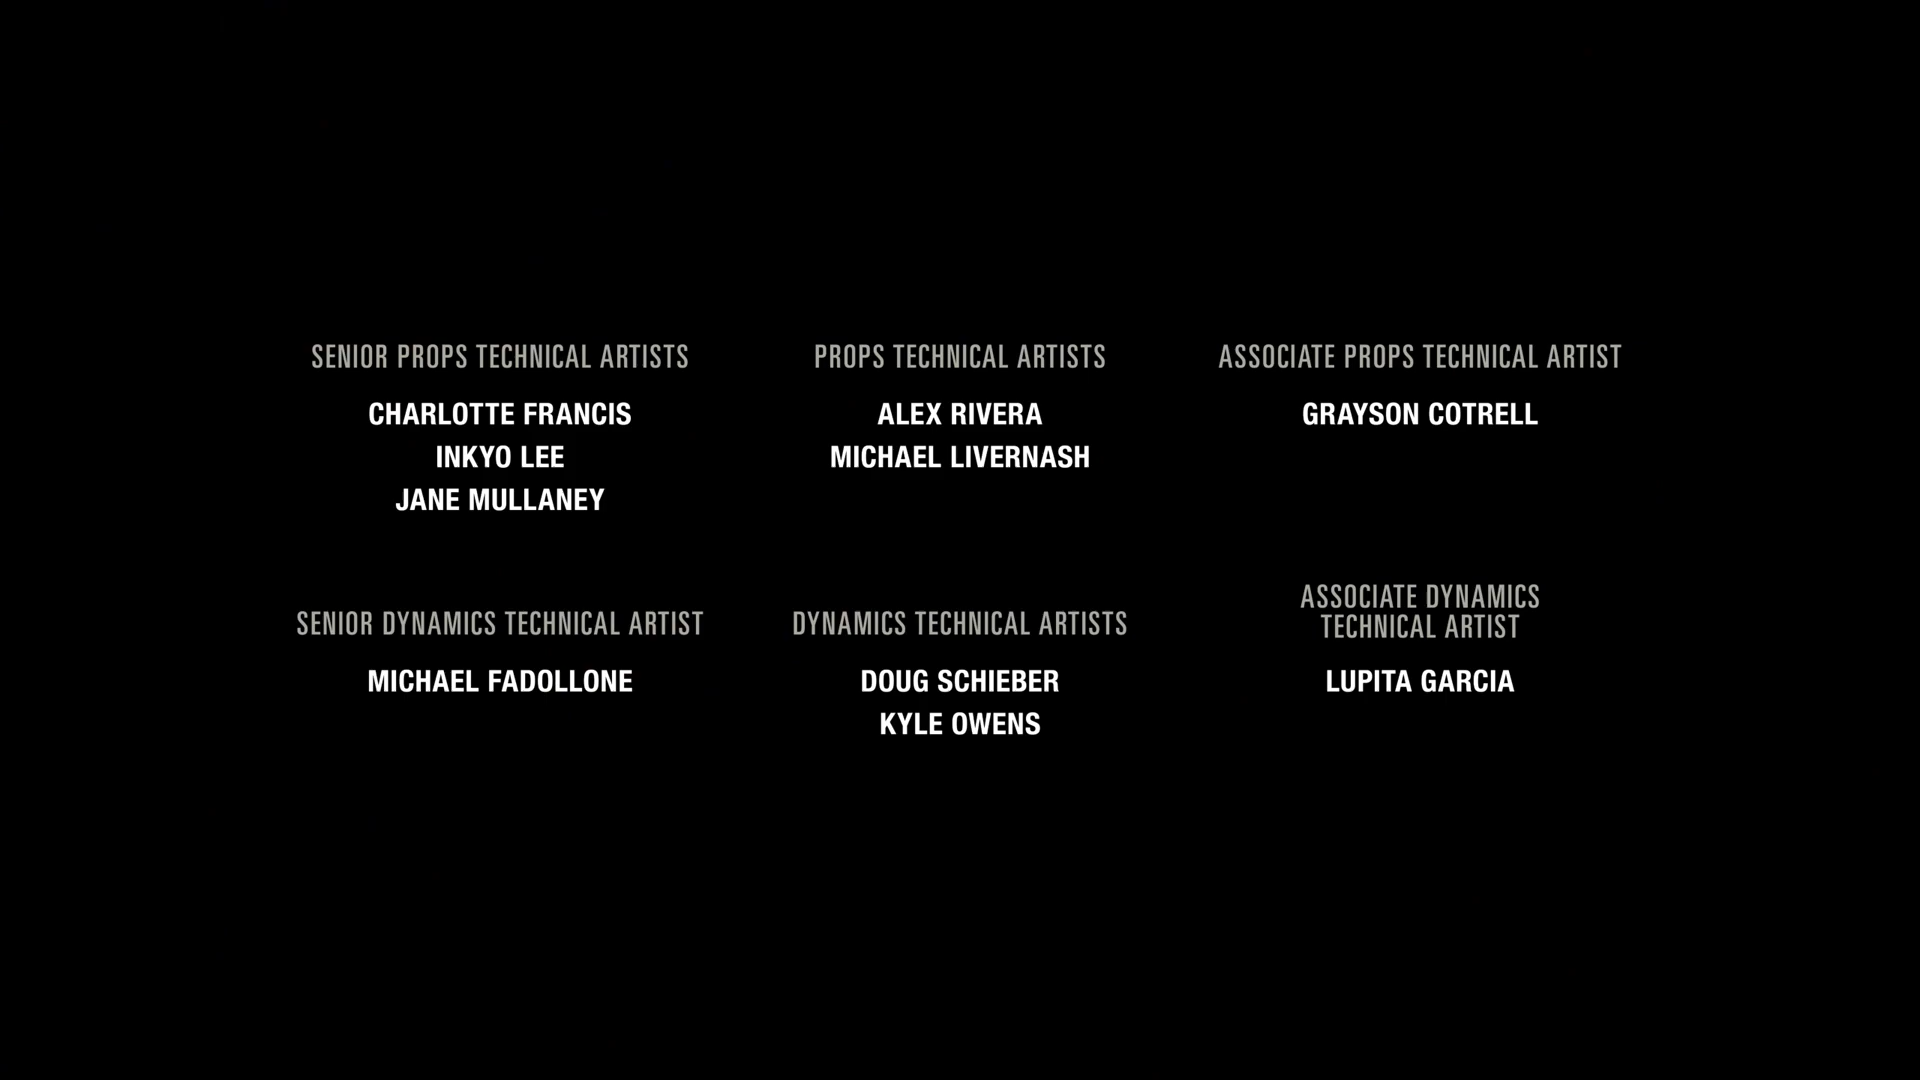 SENIOR PROPS TECHNICAL ARTISTS
CHARLOTTE FRANCIS
INKYO LEE
JANE MULLANEY
PROPS TECHNICAL ARTISTS
ALEX RIVERA
MICHAEL LIVERNASH
ASSOCIATE PROPS TECHNICAL ARTIST
GRAYSON COTRELL
SENIOR DYNAMICS TECHNICAL ARTIST
MICHAEL FADOLLONE
DYNAMICS TECHNICAL ARTISTS
DOUG SCHIEBER
KYLE OWENS
ASSOCIATE DYNAMICS
TECHNICAL ARTIST
LUPITA GARCIA